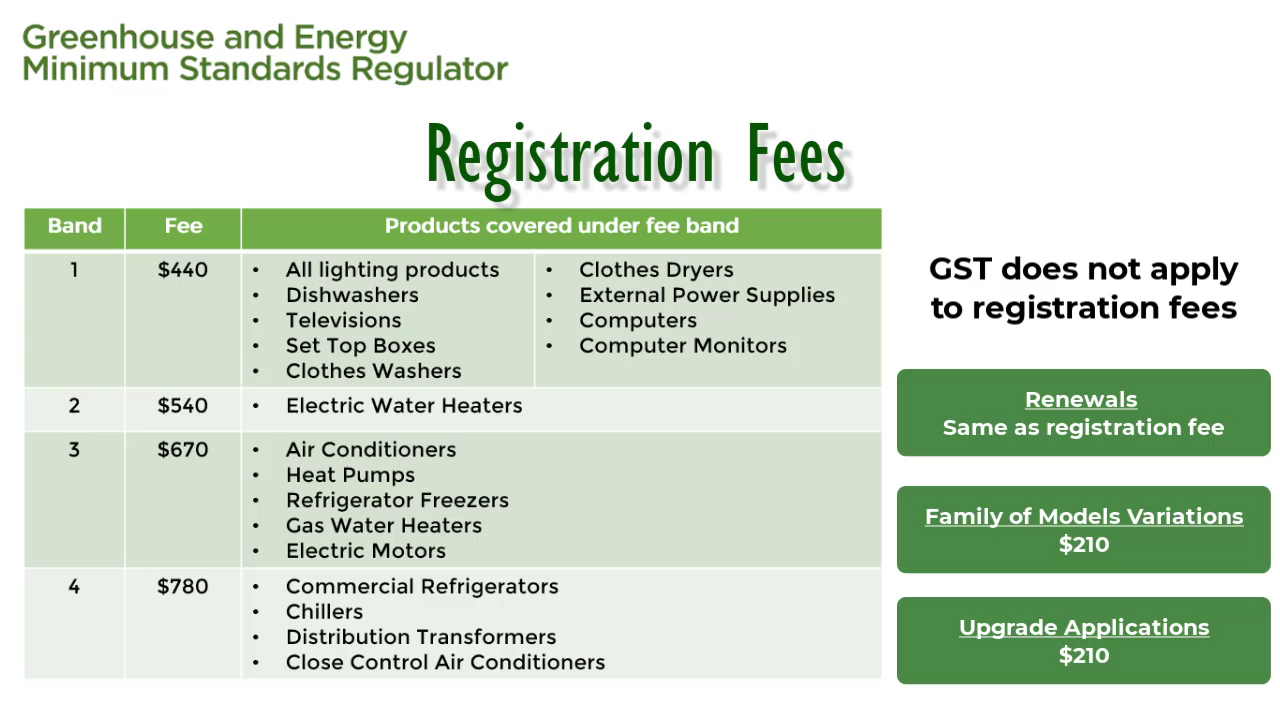 Greenhouse and Energy
Minimum Standards Regulator
Registration Fees
Band Fee Products covered under fee band
1 $440
• All lighting products
• Dishwashers
• Televisions
• Set Top Boxes
• Clothes Washers
• Clothes Dryers
• External Power Supplies
• Computers
• Computer Monitors
2 $540 • Electric Water Heaters
3 $670 • Air Conditioners
• Heat Pumps
• Refrigerator Freezers
• Gas Water Heaters
• Electric Motors
4 $780 • Commercial Refrigerators
• Chillers
• Distribution Transformers
• Close Control Air Conditioners
GST does not apply
to registration fees
Renewals
Same as registration fee
Family of Models Variations
$210
Upgrade Applications
$210